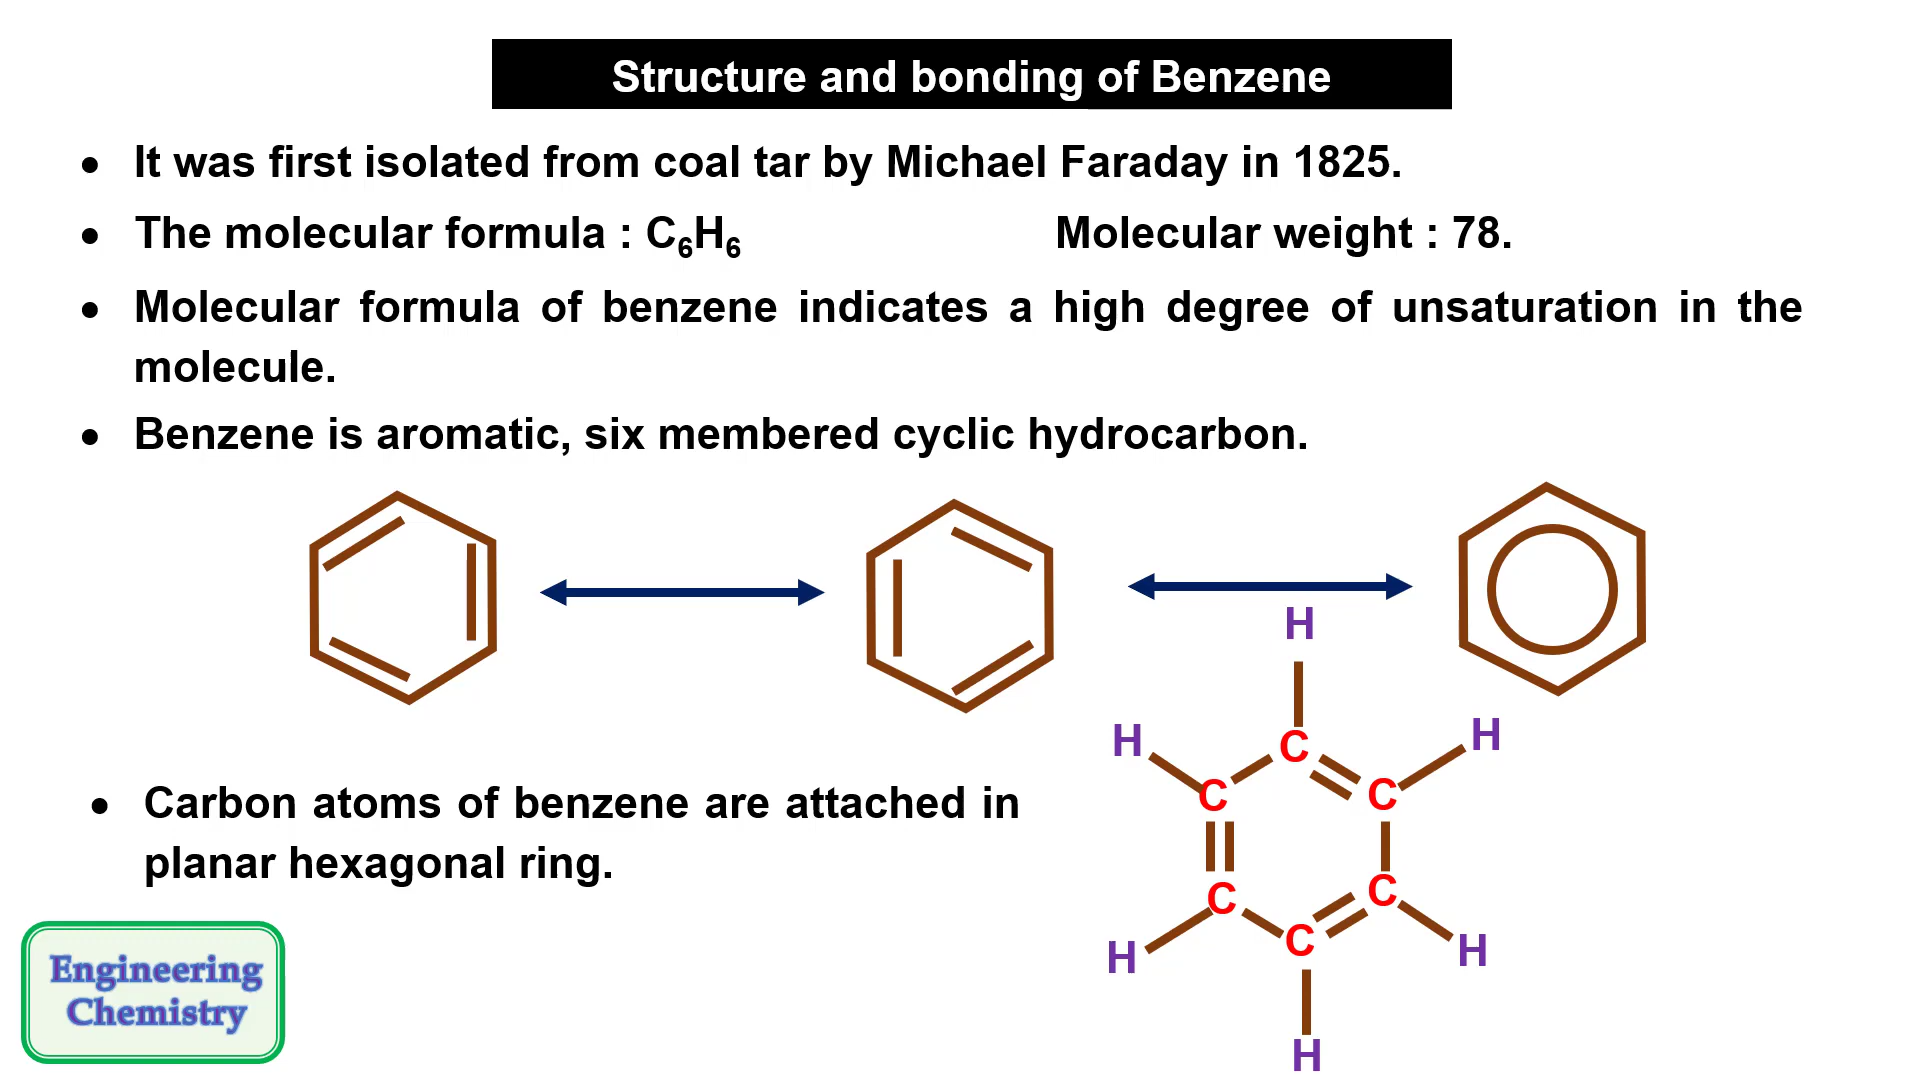 Structure and bonding of Benzene
• It was first isolated from coal tar by Michael Faraday in 1825.
• The molecular formula : C₆H₆ Molecular weight : 78.
• Molecular formula of benzene indicates a high degree of unsaturation in the
molecule.
• Benzene is aromatic, six membered cyclic hydrocarbon.
H
H H
C
C C
• Carbon atoms of benzene are attached in
planar hexagonal ring.
C C
C
H H
H
Engineering
Chemistry